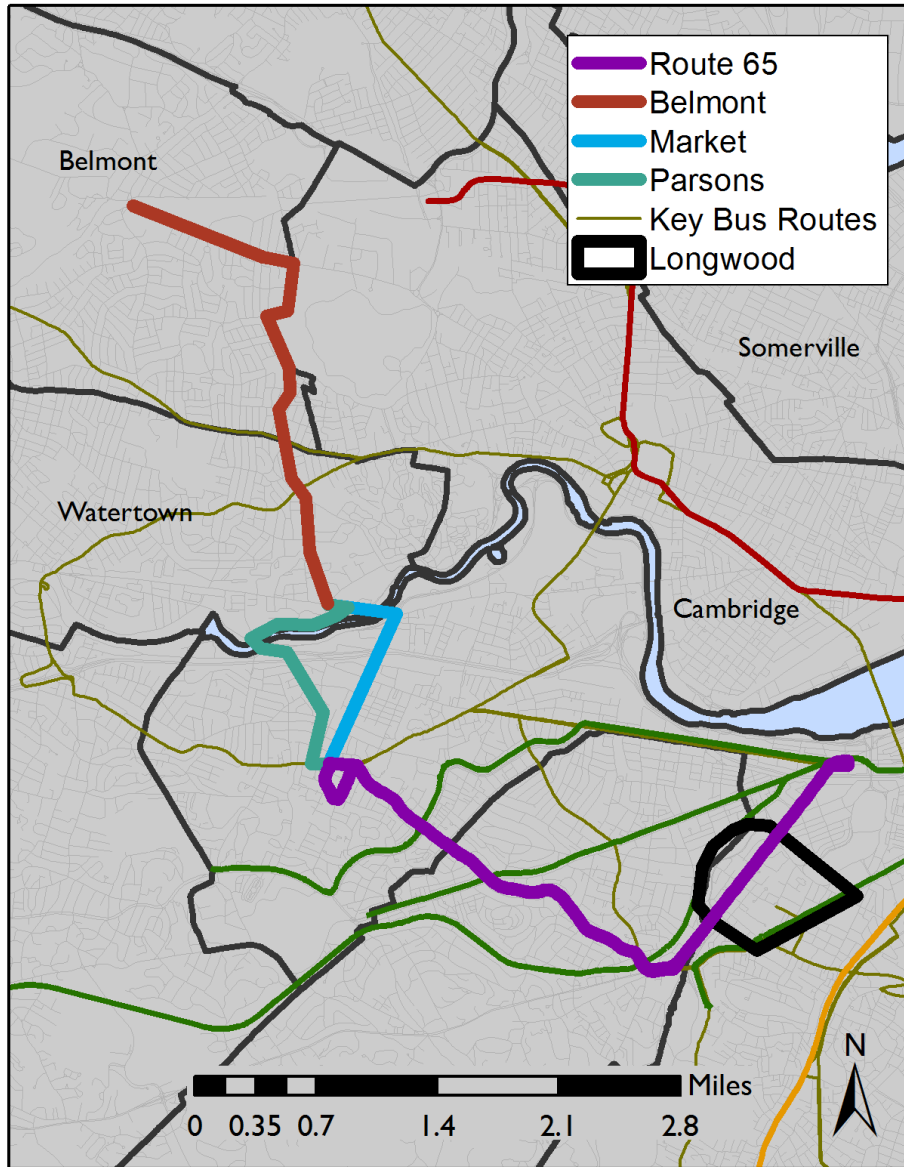 Route 65
Belmont
Market
Parsons
Key Bus Routes
Longwood
Belmont
Somerville
Watertown
Cambridge
N
Miles
0 0.35 0.7 1.4 2.1 2.8